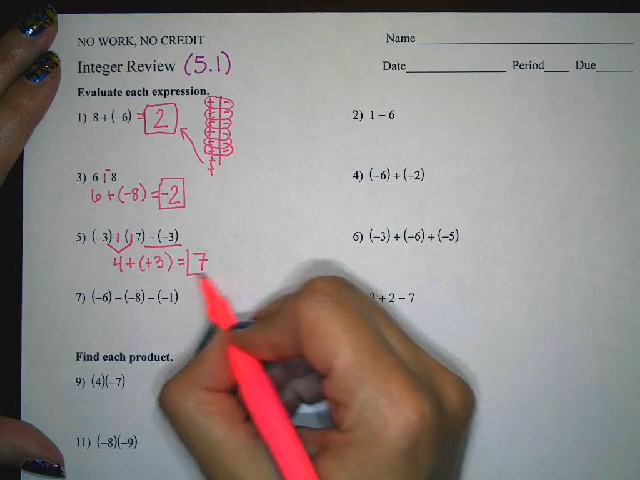 NO WORK, NO CREDIT
Name
Integer Review (5.1)
Date Period Due
Evaluate each expression.
1) 8 + (-6) = 2
2) 1 - 6
3) 6 - 8
6 + (-8) = -2
4) (-6) + (-2)
5) (-3) + (+7) - (-3)
4 + (+3) = 7
6) (-3) + (-6) + (-5)
7) (-6) - (-8) - (-1)
+ 2 - 7
Find each product.
9) (4)(-7)
11) (-8)(-9)